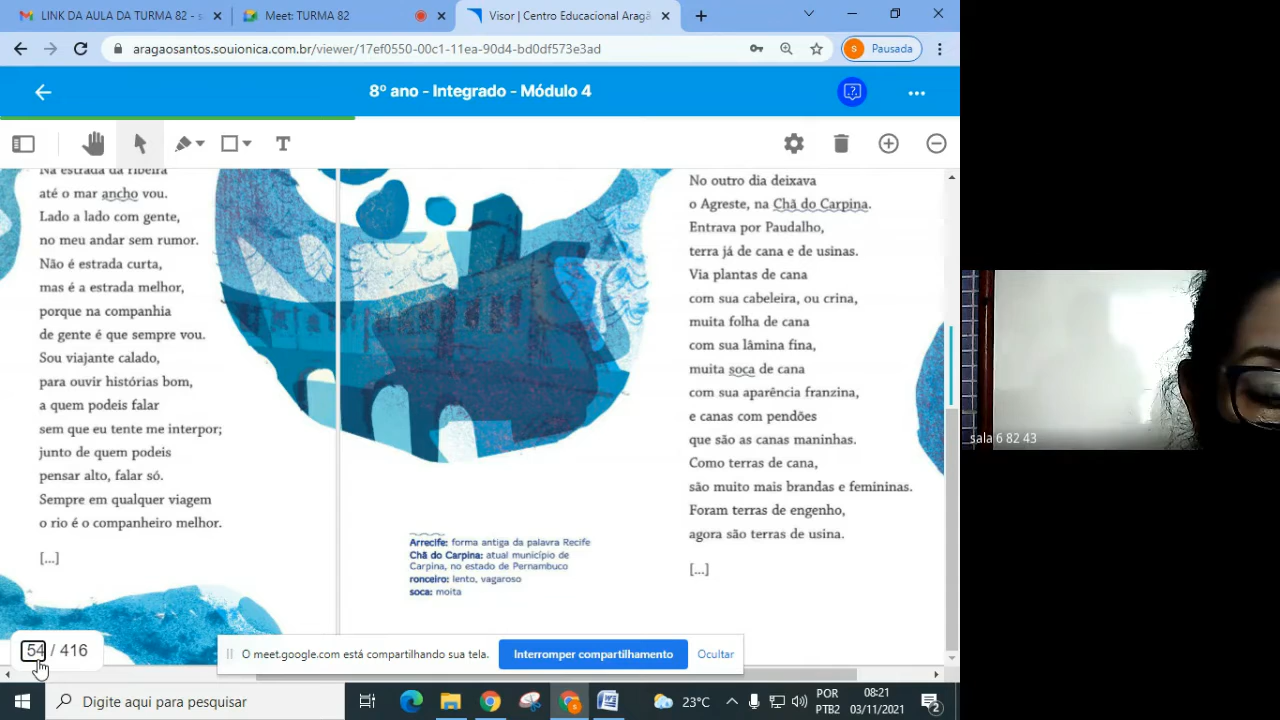 LINK DA AULA DA TURMA 82 - s
Meet: TURMA 82
Visor | Centro Educacional Aragã
aragaosantos.souionica.com.br/viewer/17ef0550-00c1-11ea-90d4-bd0df573e3ad
S
Pausada
8º ano - Integrado - Módulo 4
Na estrada da ribeira
até o mar ancho vou.
Lado a lado com gente,
no meu andar sem rumor.
Não é estrada curta,
mas é a estrada melhor,
porque na companhia
de gente é que sempre vou.
Sou viajante calado,
para ouvir histórias bom,
a quem podeis falar
sem que eu tente me interpor;
junto de quem podeis
pensar alto, falar só.
Sempre em qualquer viagem
o rio é o companheiro melhor.
[...]
Arrecife: forma antiga da palavra Recife
Chã do Carpina: atual município de
Carpina, no estado de Pernambuco
ronceiro: lento, vagaroso
soca: moita
No outro dia deixava
o Agreste, na Chã do Carpina.
Entrava por Paudalho,
terra já de cana e de usinas.
Via plantas de cana
com sua cabeleira, ou crina,
muita folha de cana
com sua lâmina fina,
muita soca de cana
com sua aparência franzina,
e canas com pendões
que são as canas maninhas.
Como terras de cana,
são muito mais brandas e femininas.
Foram terras de engenho,
agora são terras de usina.
[...]
sala 6 82 43
54 / 416
O meet.google.com está compartilhando sua tela.
Interromper compartilhamento
Ocultar
Digite aqui para pesquisar
23°C
POR
PTB2
08:21
03/11/2021
2